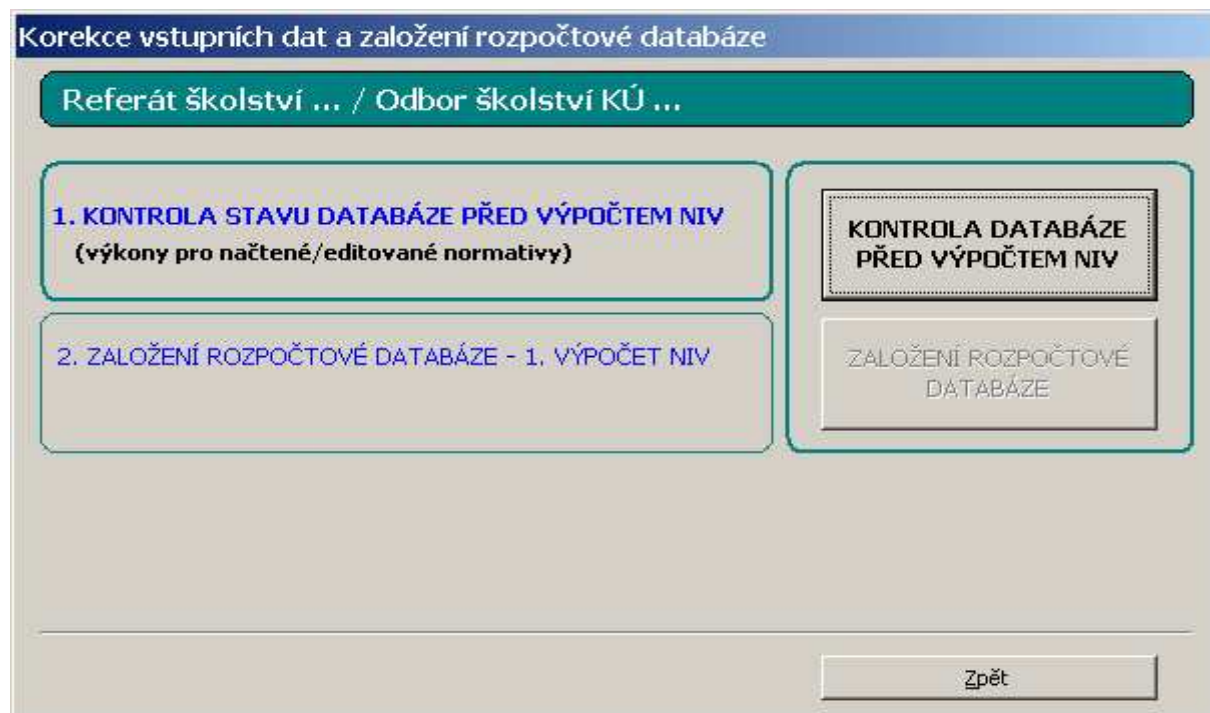 Korekce vstupních dat a založení rozpočtové databáze
Referát školství ... / Odbor školství KÚ ...
1. KONTROLA STAVU DATABÁZE PŘED VÝPOČTEM NIV
(výkony pro načtené/editované normativy)
KONTROLA DATABÁZE
PŘED VÝPOČTEM NIV
2. ZALOŽENÍ ROZPOČTOVÉ DATABÁZE - 1. VÝPOČET NIV
ZALOŽENÍ ROZPOČTOVÉ
DATABÁZE
Zpět